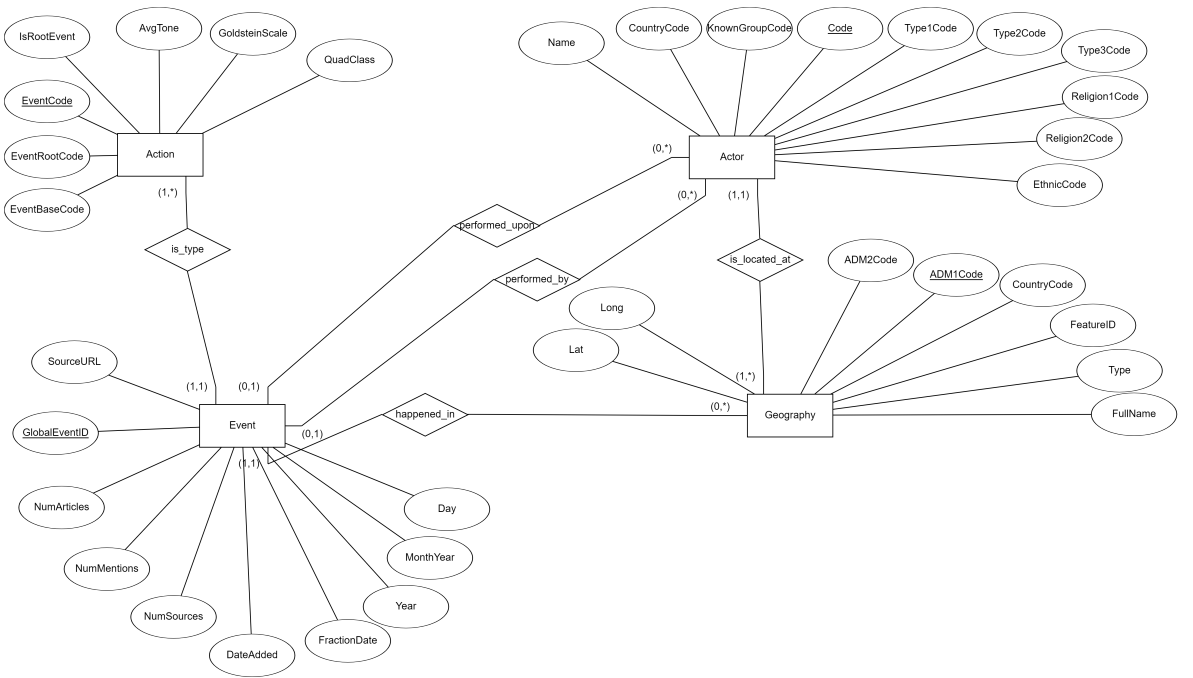 AvgTone
IsRootEvent
GoldsteinScale
QuadClass
EventCode
EventRootCode
EventBaseCode
Action
(1,*)
is_type
Name
CountryCode
KnownGroupCode
Code
Type1Code
Type2Code
Type3Code
Religion1Code
Religion2Code
EthnicCode
Actor
(0,*)
(0,*)
(1,1)
performed_upon
performed_by
is_located_at
ADM2Code
ADM1Code
CountryCode
FeatureID
Type
FullName
Long
Lat
(1,*)
(0,*)
Geography
happened_in
SourceURL
(1,1)
(0,1)
GlobalEventID
Event
(0,1)
(1,1)
NumArticles
NumMentions
NumSources
DateAdded
FractionDate
Year
MonthYear
Day